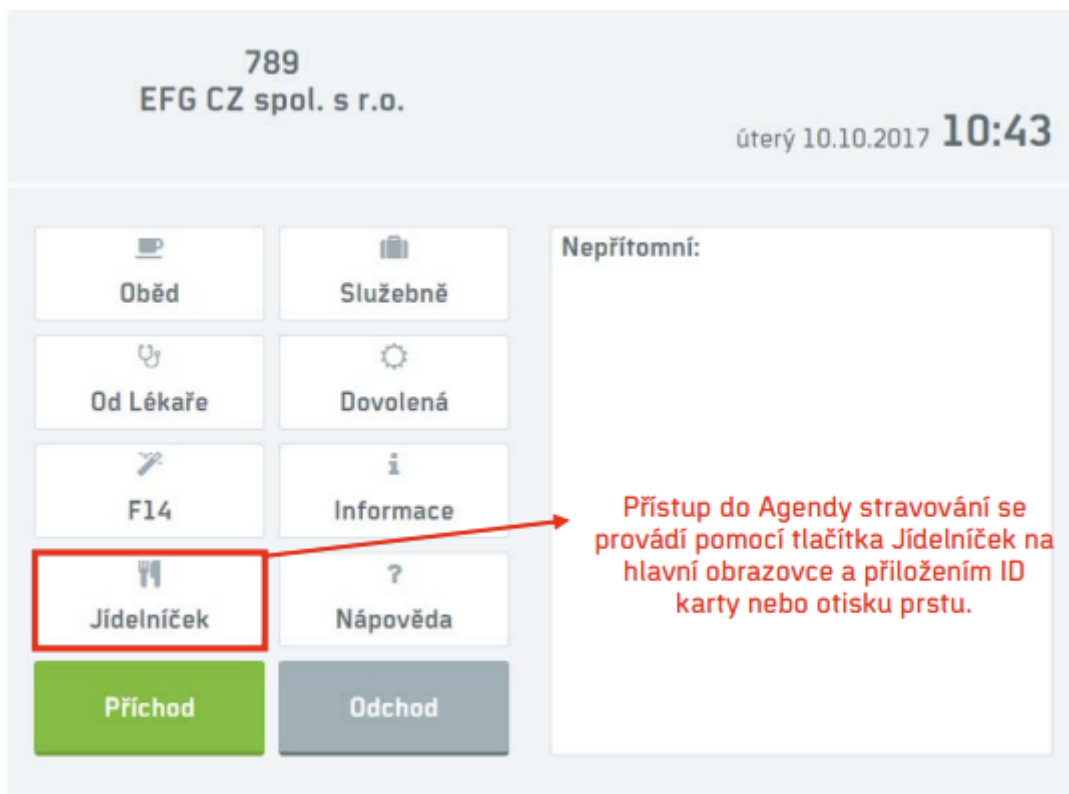 789
EFG CZ spol. s r.o.
úterý 10.10.2017 10:43
Oběd
Služebně
Nepřítomní:
Od Lékaře
Dovolená
F14
i
Informace
Jídelníček
?
Nápověda
Přístup do Agendy stravování se
provádí pomocí tlačítka Jídelníček na
hlavní obrazovce a přiložením ID
karty nebo otisku prstu.
Příchod
Odchod